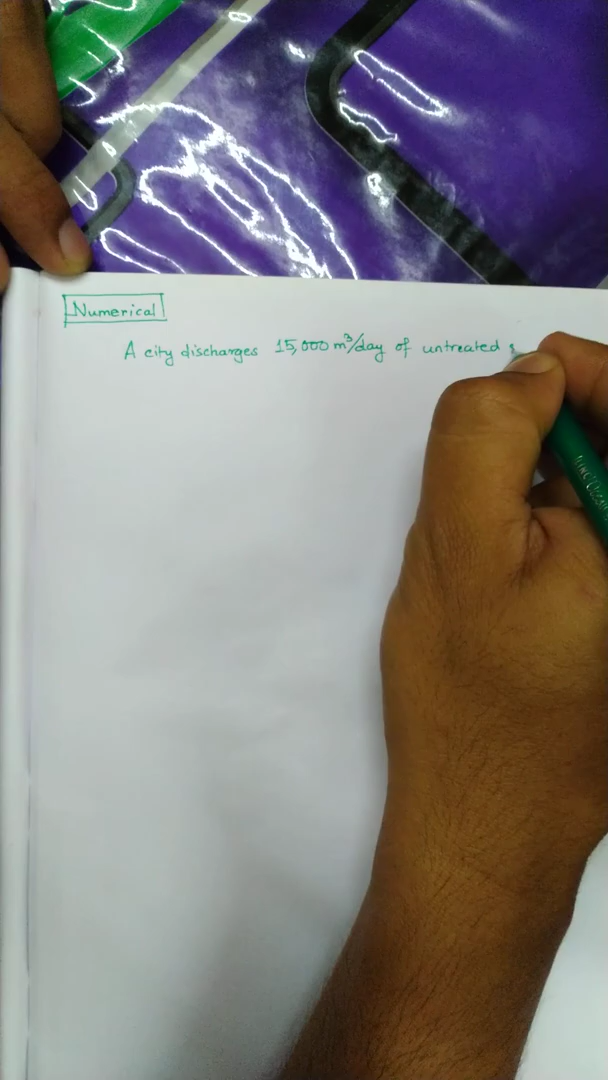 Numerical
A city discharges 15,000 m³/day of untreated